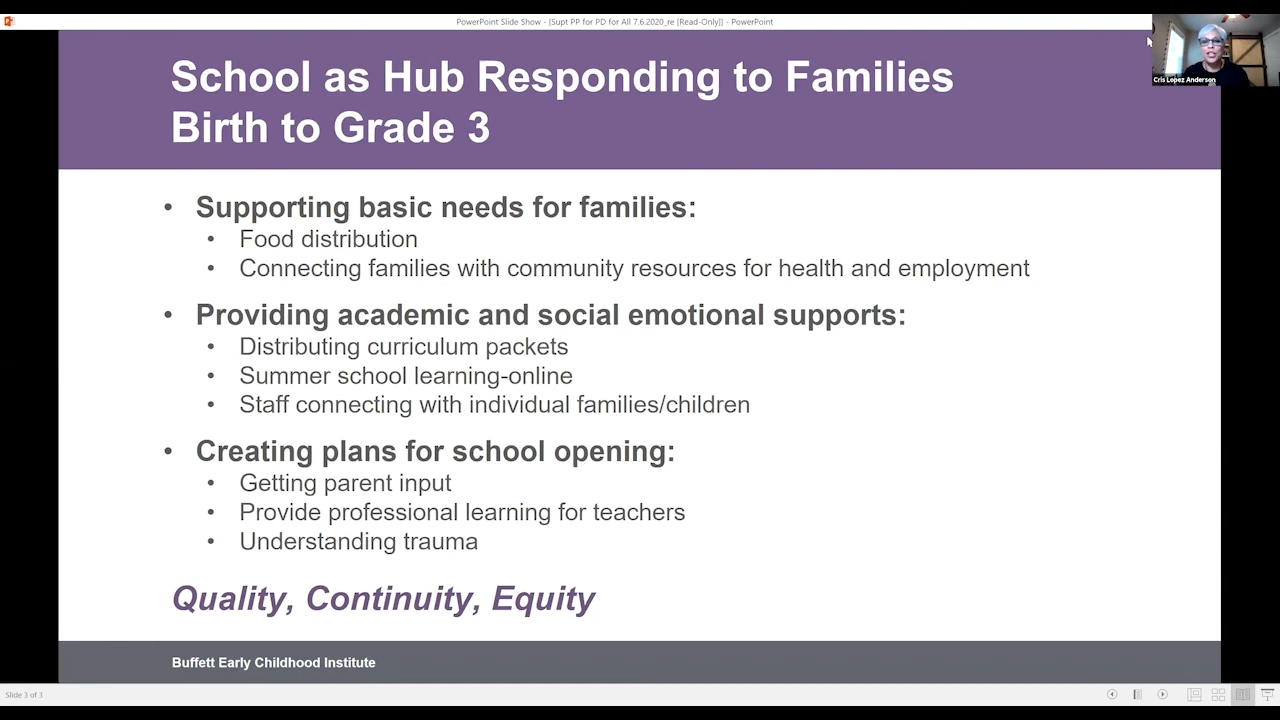 PowerPoint Slide Show - [Supt PP for PD for All 7.6.2020_re [Read-Only]] - PowerPoint
Cris Lopez Anderson
School as Hub Responding to Families
Birth to Grade 3
• Supporting basic needs for families:
• Food distribution
• Connecting families with community resources for health and employment
• Providing academic and social emotional supports:
• Distributing curriculum packets
• Summer school learning-online
• Staff connecting with individual families/children
• Creating plans for school opening:
• Getting parent input
• Provide professional learning for teachers
• Understanding trauma
Quality, Continuity, Equity
Buffett Early Childhood Institute
Slide 3 of 3